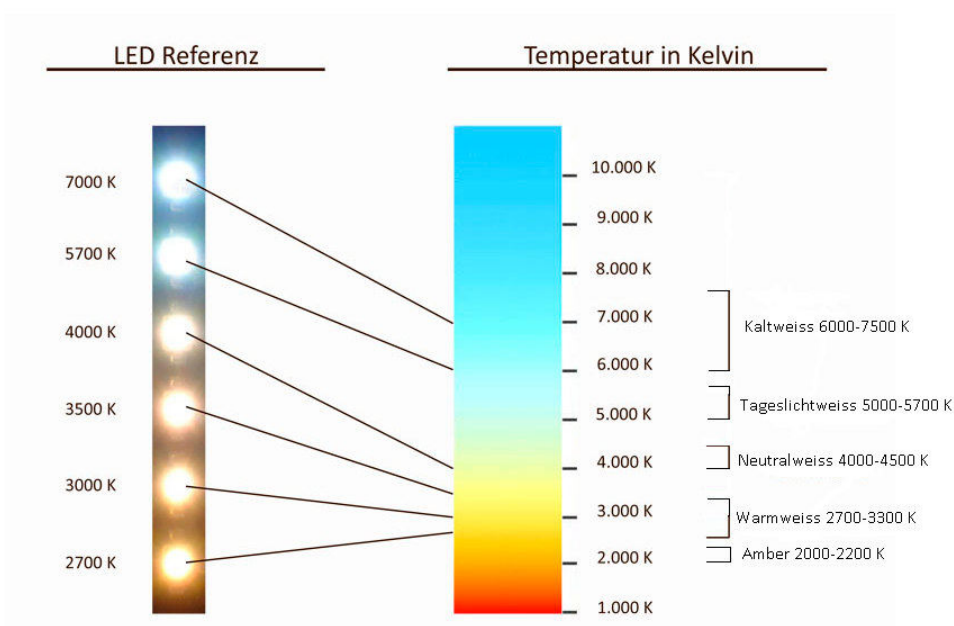 LED Referenz
Temperatur in Kelvin
7000 K
5700 K
4000 K
3500 K
3000 K
2700 K
10.000 K
9.000 K
8.000 K
7.000 K
6.000 K
5.000 K
4.000 K
3.000 K
2.000 K
1.000 K
Kaltweiss 6000-7500 K
Tageslichtweiss 5000-5700 K
Neutralweiss 4000-4500 K
Warmweiss 2700-3300 K
Amber 2000-2200 K